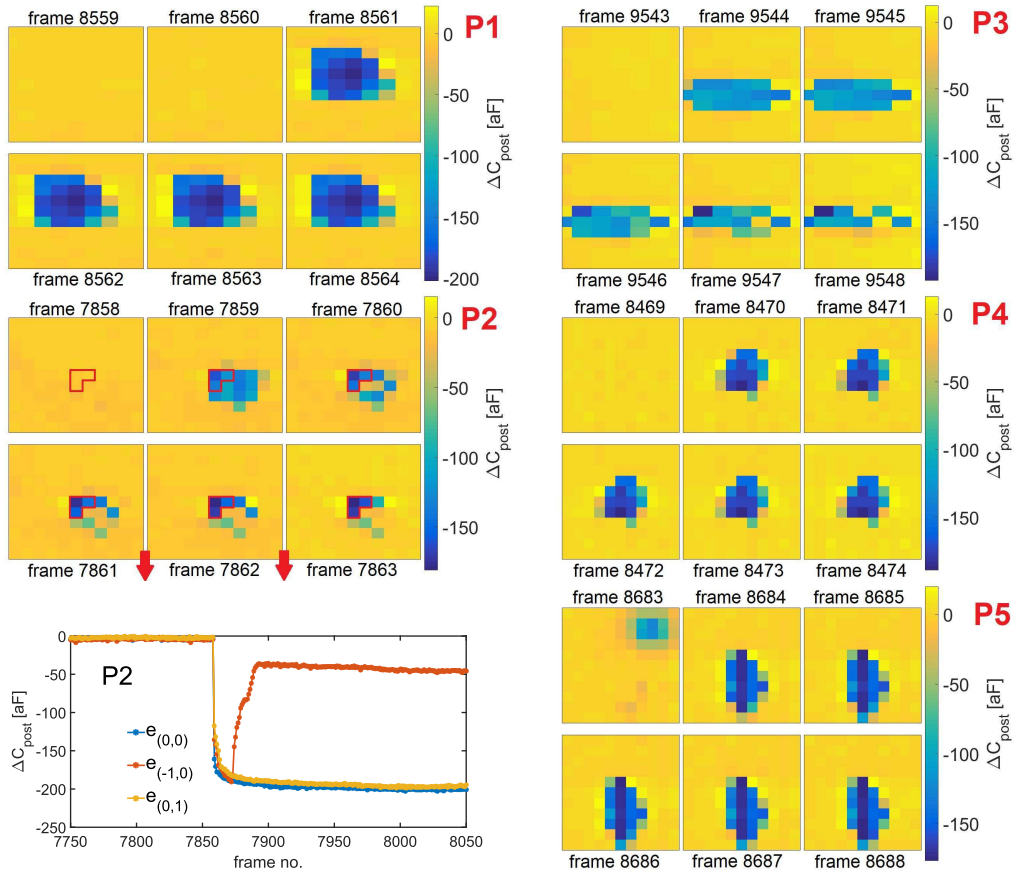 frame 8559 frame 8560 frame 8561
P1
0
-50
-100
-150
-200
ΔC_post [aF]
frame 8562 frame 8563 frame 8564
frame 7858 frame 7859 frame 7860
P2
0
-50
-100
-150
ΔC_post [aF]
frame 7861 frame 7862 frame 7863
P2
0
-50
-100
-150
-200
-250
ΔC_post [aF]
e_(0,0)
e_(-1,0)
e_(0,1)
7750 7800 7850 7900 7950 8000 8050
frame no.
frame 9543 frame 9544 frame 9545
P3
0
-50
-100
-150
ΔC_post [aF]
frame 9546 frame 9547 frame 9548
frame 8469 frame 8470 frame 8471
P4
0
-50
-100
-150
ΔC_post [aF]
frame 8472 frame 8473 frame 8474
frame 8683 frame 8684 frame 8685
P5
0
-50
-100
-150
ΔC_post [aF]
frame 8686 frame 8687 frame 8688